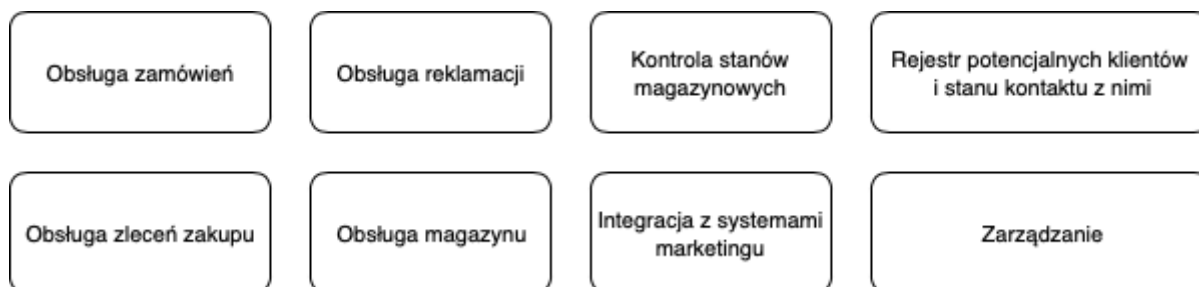 Obsługa zamówień
Obsługa reklamacji
Kontrola stanów
magazynowych
Rejestr potencjalnych klientów
i stanu kontaktu z nimi
Obsługa zleceń zakupu
Obsługa magazynu
Integracja z systemami
marketingu
Zarządzanie